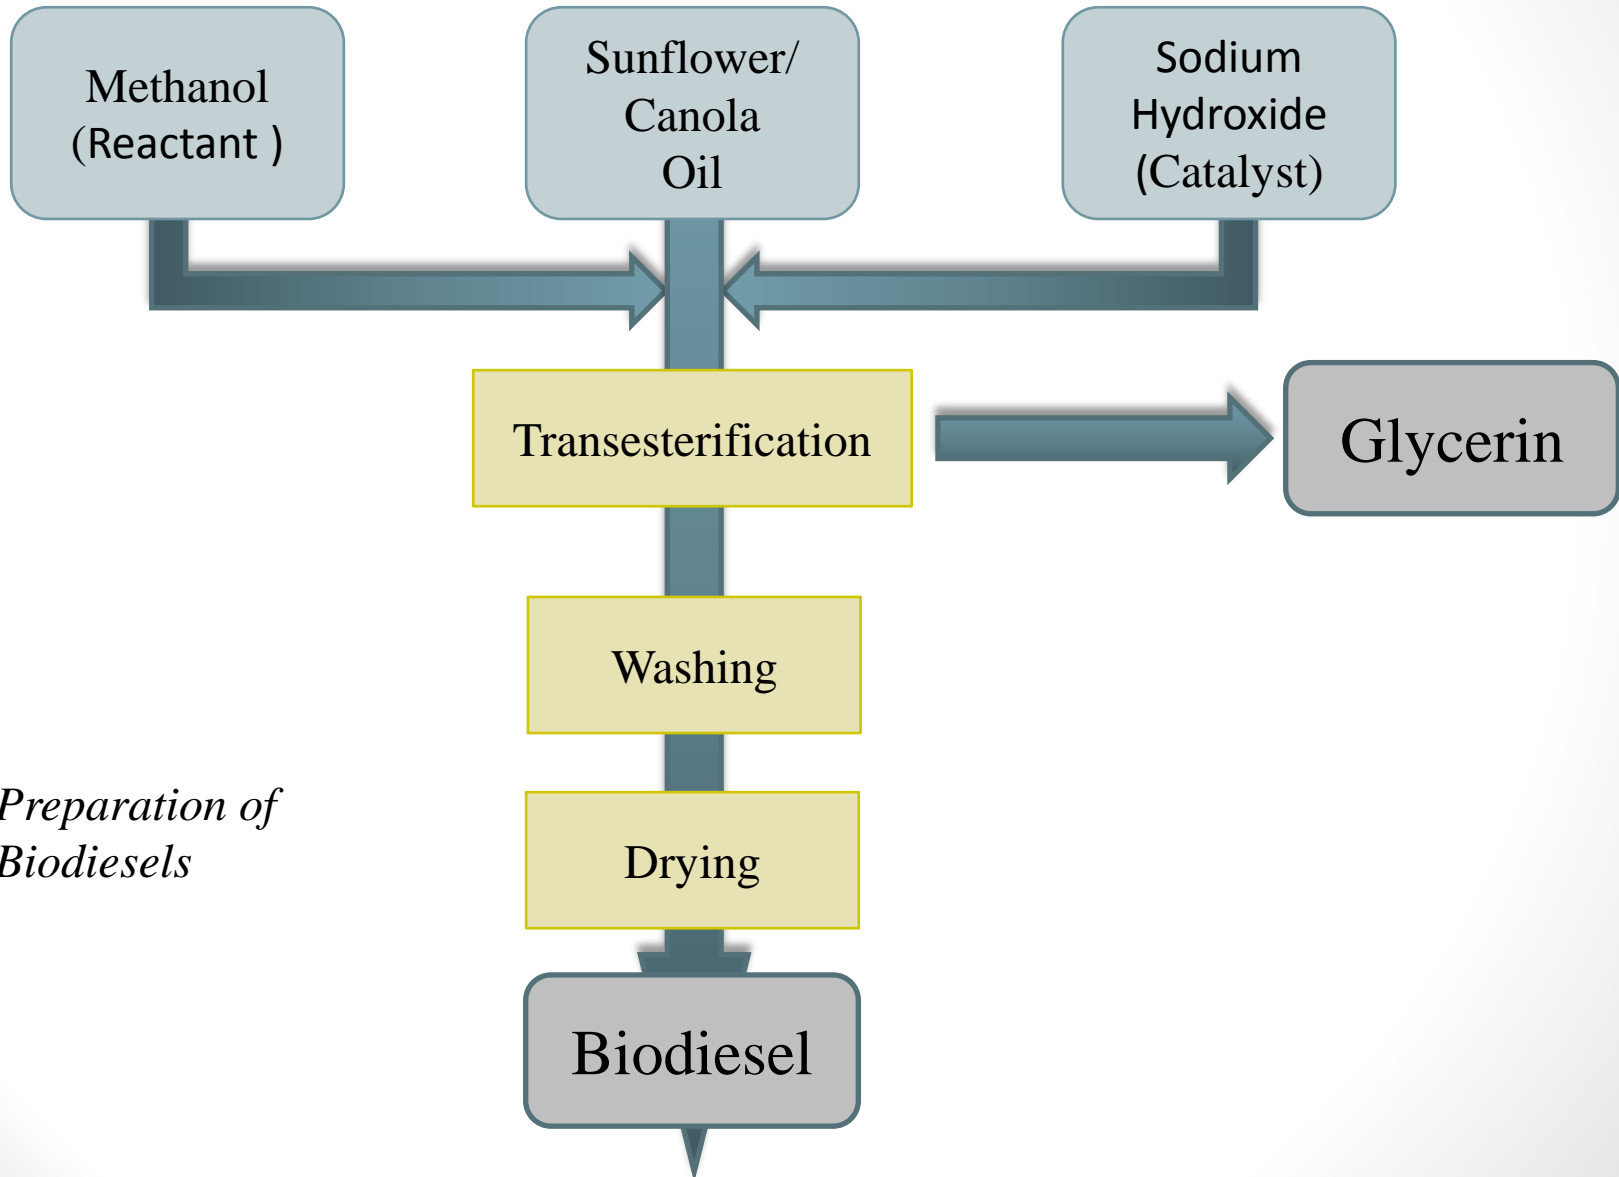 Methanol
(Reactant )
Sunflower/
Canola
Oil
Sodium
Hydroxide
(Catalyst)
Transesterification
Glycerin
Washing
Preparation of
Biodiesels
Drying
Biodiesel